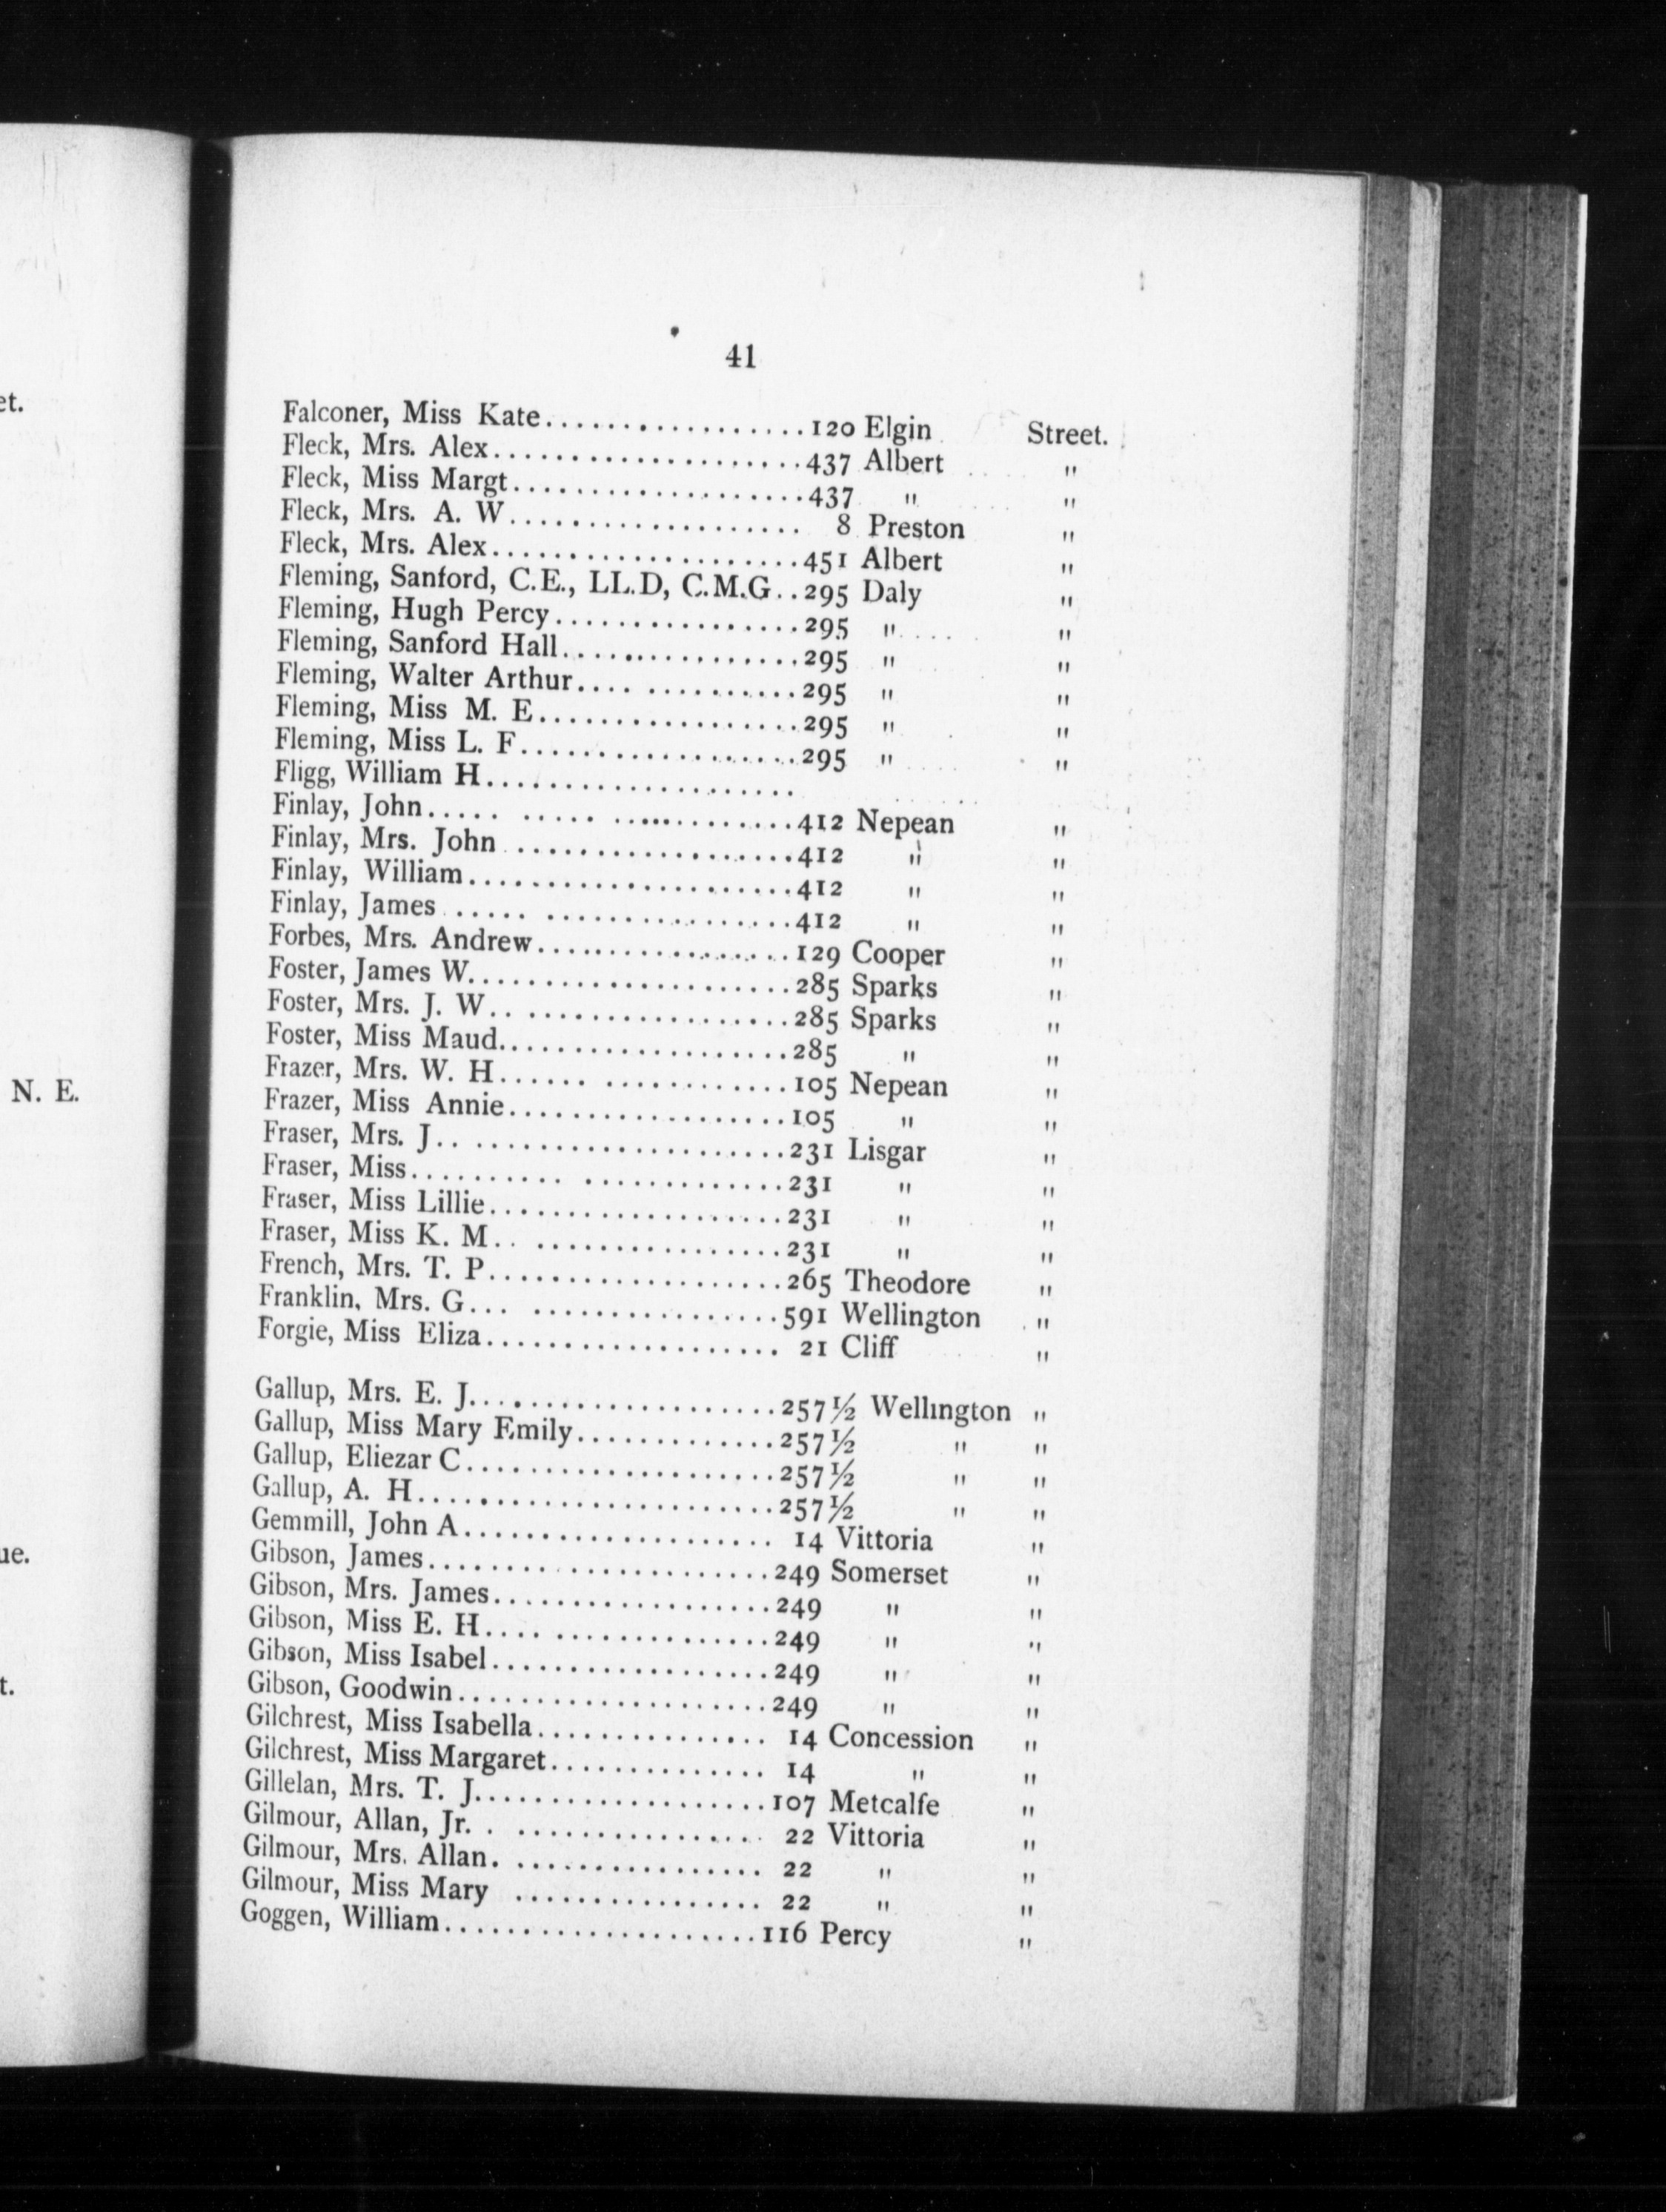 et.
N. E.
ue.
t.
41
Falconer, Miss Kate..................120 Elgin Street.
Fleck, Mrs. Alex.....................437 Albert "
Fleck, Miss Margt....................437 " "
Fleck, Mrs. A. W................... 8 Preston "
Fleck, Mrs. Alex.....................451 Albert "
Fleming, Sanford, C.E., LL.D, C.M.G..295 Daly "
Fleming, Hugh Percy.................295 " "
Fleming, Sanford Hall................295 " "
Fleming, Walter Arthur.... ..........295 " "
Fleming, Miss M. E..................295 " "
Fleming, Miss L. F...................295 " "
Fligg, William H.....................
Finlay, John..... ..... ............412 Nepean "
Finlay, Mrs. John ...................412 " "
Finlay, William......................412 " "
Finlay, James ..... .................412 " "
Forbes, Mrs. Andrew..................129 Cooper "
Foster, James W......................285 Sparks "
Foster, Mrs. J. W.. ..................285 Sparks "
Foster, Miss Maud....................285 " "
Frazer, Mrs. W. H...... .............105 Nepean "
Frazer, Miss Annie...................105 " "
Fraser, Mrs. J.. .....................231 Lisgar "
Fraser, Miss.......... ..............231 " "
Fraser, Miss Lillie....................231 " "
Fraser, Miss K. M.. .................231 " "
French, Mrs. T. P....................265 Theodore "
Franklin, Mrs. G... .................591 Wellington "
Forgie, Miss Eliza.................... 21 Cliff "
Gallup, Mrs. E. J.....................257½ Wellington "
Gallup, Miss Mary Emily.............257½ " "
Gallup, Eliezar C.....................257½ " "
Gallup, A. H.........................257½ " "
Gemmill, John A..................... 14 Vittoria "
Gibson, James........................249 Somerset "
Gibson, Mrs. James...................249 " "
Gibson, Miss E. H.... ...............249 " "
Gibson, Miss Isabel...................249 " "
Gibson, Goodwin.....................249 " "
Gilchrest, Miss Isabella............... 14 Concession "
Gilchrest, Miss Margaret.............. 14 " "
Gillelan, Mrs. T. J....................107 Metcalfe "
Gilmour, Allan, Jr. . ................ 22 Vittoria "
Gilmour, Mrs. Allan. ................ 22 " "
Gilmour, Miss Mary ................ 22 " "
Goggen, William.....................116 Percy "